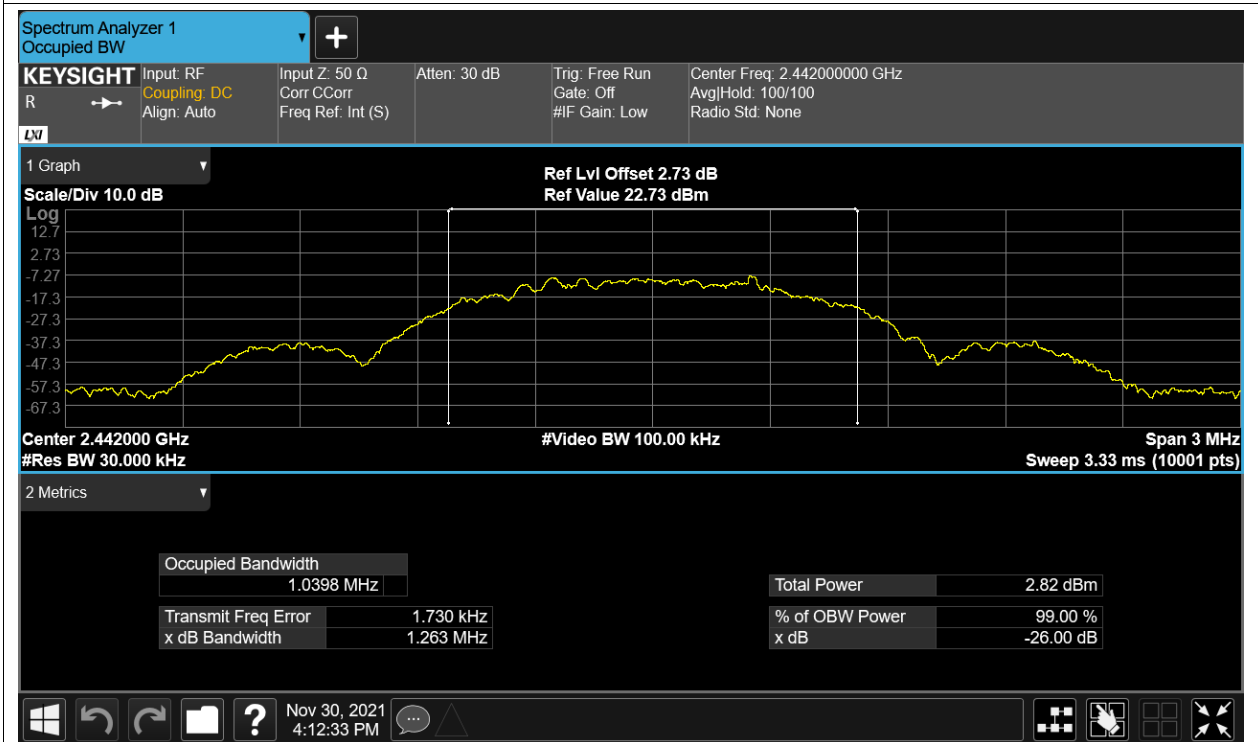 Spectrum Analyzer 1
Occupied BW
KEYSIGHT
R
LXI
Input: RF
Coupling: DC
Align: Auto
Input Z: 50 Ω
Corr CCorr
Freq Ref: Int (S)
Atten: 30 dB
Trig: Free Run
Gate: Off
#IF Gain: Low
Center Freq: 2.442000000 GHz
Avg|Hold: 100/100
Radio Std: None
1 Graph
Scale/Div 10.0 dB
Ref Lvl Offset 2.73 dB
Ref Value 22.73 dBm
Log
12.7
2.73
-7.27
-17.3
-27.3
-37.3
-47.3
-57.3
-67.3
Center 2.442000 GHz
#Video BW 100.00 kHz
Span 3 MHz
#Res BW 30.000 kHz
Sweep 3.33 ms (10001 pts)
2 Metrics
Occupied Bandwidth
1.0398 MHz
Total Power 2.82 dBm
Transmit Freq Error 1.730 kHz
% of OBW Power 99.00 %
x dB Bandwidth 1.263 MHz
x dB -26.00 dB
?
Nov 30, 2021
4:12:33 PM